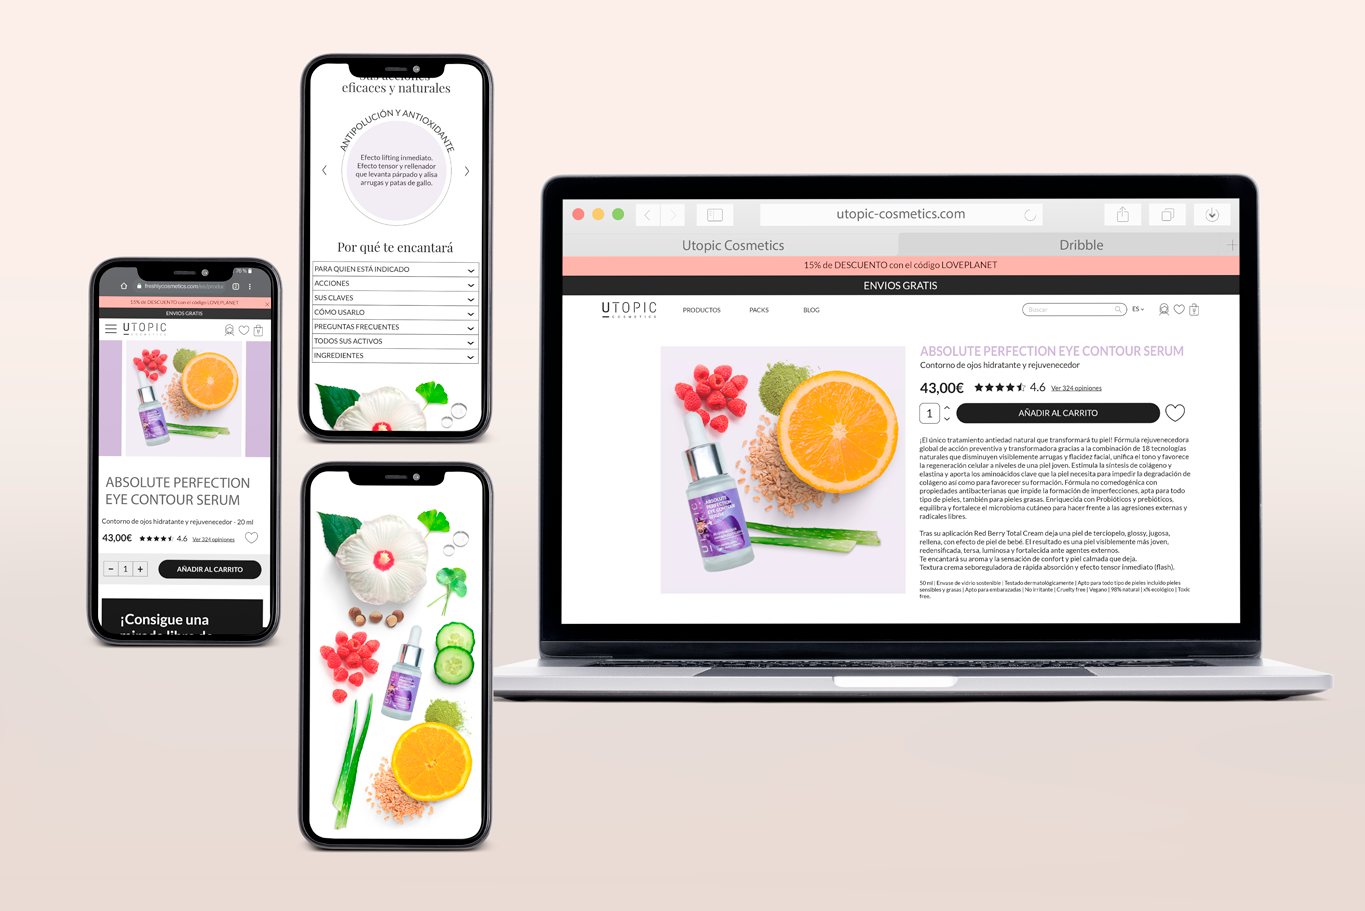 Sus acciones
eficaces y naturales
ANTIPOLUCIÓN Y ANTIOXIDANTE
Efecto lifting inmediato.
Efecto tensor y rellenador
que levanta párpado y alisa
arrugas y patas de gallo.
Por qué te encantará
PARA QUIEN ESTÁ INDICADO
ACCIONES
SUS CLAVES
CÓMO USARLO
PREGUNTAS FRECUENTES
TODOS SUS ACTIVOS
INGREDIENTES
70 %
freshlycosmetics.com/es/produc
15% de DESCUENTO con el código LOVEPLANET
ENVIOS GRATIS
UTOPIC
COSMETICS
ABSOLUTE PERFECTION
EYE CONTOUR SERUM
Contorno de ojos hidratante y rejuvenecedor - 20 ml
43,00€ 4.6 Ver 324 opiniones
- 1 + AÑADIR AL CARRITO
¡Consigue una
mirada libre de
utopic-cosmetics.com
Utopic Cosmetics Dribble
15% de DESCUENTO con el código LOVEPLANET
ENVIOS GRATIS
UTOPIC
COSMETICS
PRODUCTOS PACKS BLOG Buscar ES
ABSOLUTE PERFECTION EYE CONTOUR SERUM
Contorno de ojos hidratante y rejuvenecedor
43,00€ 4.6 Ver 324 opiniones
1 AÑADIR AL CARRITO
¡El único tratamiento antiedad natural que transformará tu piel! Fórmula rejuvenecedora
global de acción preventiva y transformadora gracias a la combinación de 18 tecnologías
naturales que disminuyen visiblemente arrugas y flacidez facial, unifica el tono y favorece
la regeneración celular a niveles de una piel joven. Estimula la síntesis de colágeno y
elastina y aporta los aminoácidos clave que la piel necesita para impedir la degradación de
colágeno así como para favorecer su formación. Fórmula no comedogénica con
propiedades antibacterianas que impide la formación de imperfecciones, apta para todo
tipo de pieles, también para pieles grasas. Enriquecida con Probióticos y prebióticos,
equilibra y fortalece el microbioma cutáneo para hacer frente a las agresiones externas y
radicales libres.
Tras su aplicación Red Berry Total Cream deja una piel de terciopelo, glossy, jugosa,
rellena, con efecto de piel de bebé. El resultado es una piel visiblemente más joven,
redensificada, tersa, luminosa y fortalecida ante agentes externos.
Te encantará su aroma y la sensación de confort y piel calmada que deja.
Textura crema seboreguladora de rápida absorción y efecto tensor inmediato (flash).
50 ml | Envase de vidrio sostenible | Testado dermatológicamente | Apto para todo tipo de pieles incluido pieles
sensibles y grasas | Apto para embarazadas | No Irritante | Cruelty free | Vegano | 98% natural | x% ecológico | Toxic
free.
UTOPIC
ABSOLUTE
PERFECTION
EYE CONTOUR
SERUM